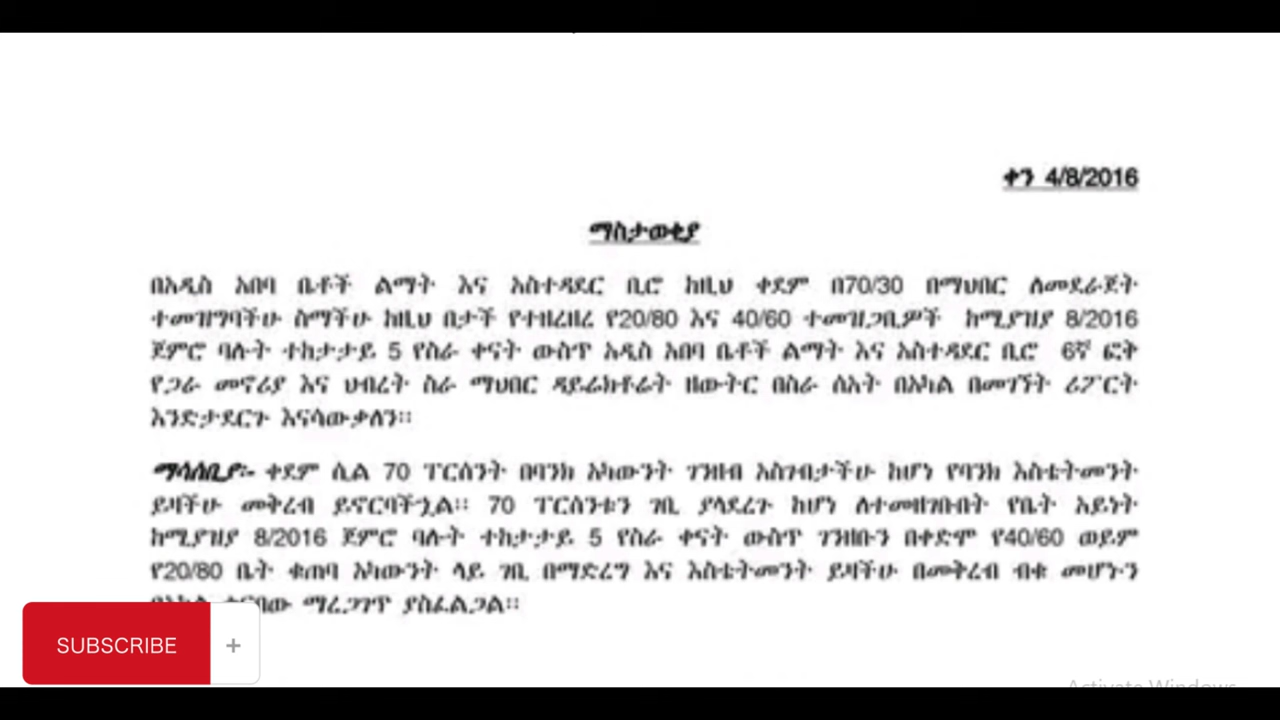 ቀን 4/8/2016
ማስታወቂያ
በአዲስ አበባ ቤቶች ልማት እና አስተዳደር ቢሮ ከዚህ ቀደም በ70/30 በማህበር ለመደራጀት
ተመዝግባችሁ ስማችሁ ከዚህ በታች የተዘረዘረ የ20/80 እና 40/60 ተመዝጋቢዎች ከሚያዝያ 8/2016
ጀምሮ ባሉት ተከታታይ 5 የስራ ቀናት ውስጥ አዲስ አበባ ቤቶች ልማት እና አስተዳደር ቢሮ 6ኛ ፎቅ
የጋራ መኖሪያ እና ህብረት ስራ ማህበር ዳይሬክቶሬት ዘውትር በስራ ሰአት በአካል በመገኘት ሪፖርት
እንድታደርጉ እናሳውቃለን፡፡
ማሳሰቢያ፡- ቀደም ሲል 70 ፐርሰንት በባንክ አካውንት ገንዘብ አስገብታችሁ ከሆነ የባንክ እስቴትመንት
ይዛችሁ መቅረብ ይኖርባችኋል፡፡ 70 ፐርሰንቱን ገቢ ያላደረጉ ከሆነ ለተመዘገቡበት የቤት አይነት
ከሚያዝያ 8/2016 ጀምሮ ባሉት ተከታታይ 5 የስራ ቀናት ውስጥ ገንዘቡን በቀድሞ የ40/60 ወይም
የ20/80 ቤት ቁጠባ አካውንት ላይ ገቢ በማድረግ እና እስቴትመንት ይዛችሁ በመቅረብ ብቁ መሆኑን
ማረጋገጥ ያስፈልጋል፡፡
SUBSCRIBE +
Activate Windows